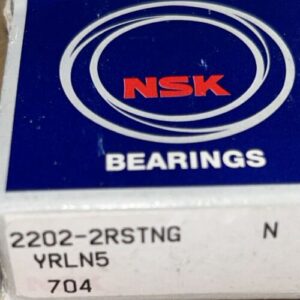 NSK
BEARINGS
2202-2RSTNG N
YRLN5
704